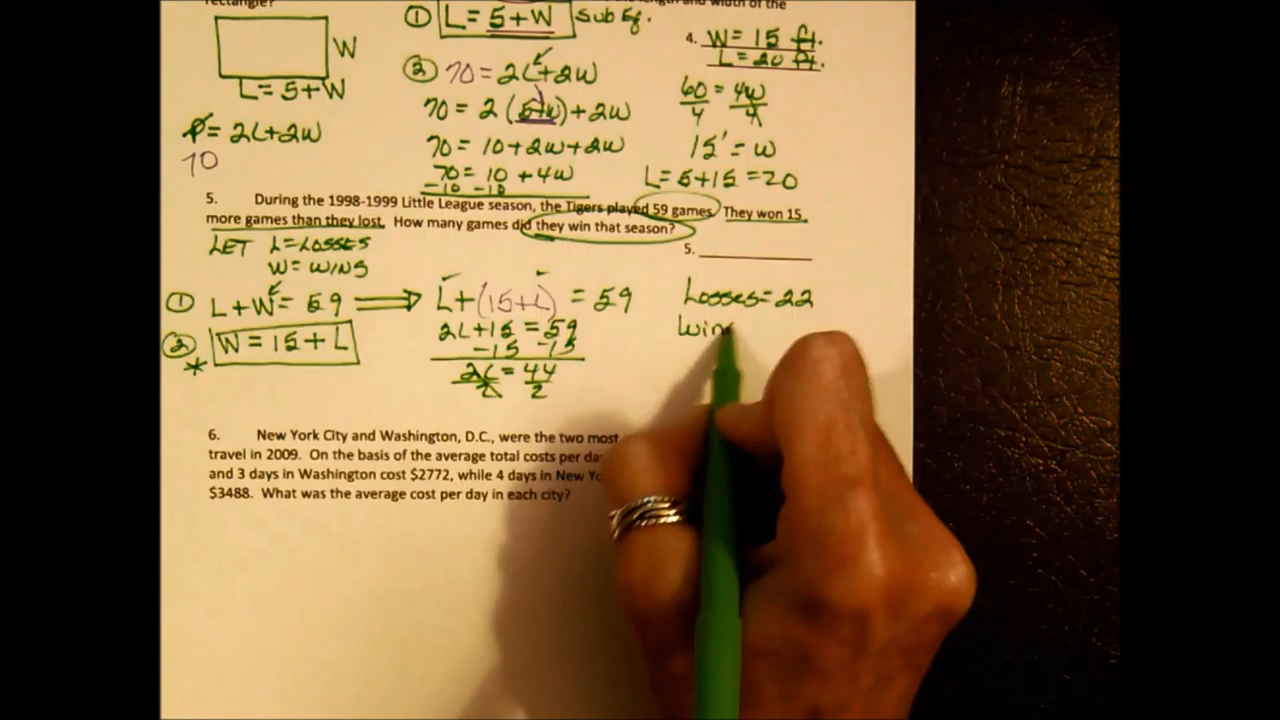 rectangle?
length and width of the
① L = 5+W Sub Eq.
4. W = 15 ft.
L = 20 ft.
W
L = 5+W
② 70 = 2L+2W
60 = 4W
4 4
70 = 2 (5+W) + 2W
P = 2L+2W
70
70 = 10+2W+2W
15' = W
70 = 10 + 4W
-10 -10
L = 5+15 = 20
5. During the 1998-1999 Little League season, the Tigers played 59 games. They won 15
more games than they lost. How many games did they win that season?
5.
LET L = LOSSES
W = WINS
① L + W = 59
L+(15+L) = 59
Losses = 22
2L+15 = 59
Win
② W = 15 + L
-15 -15
*
2L = 44
2 2
6. New York City and Washington, D.C., were the two most
travel in 2009. On the basis of the average total costs per da
and 3 days in Washington cost $2772, while 4 days in New Yo
$3488. What was the average cost per day in each city?